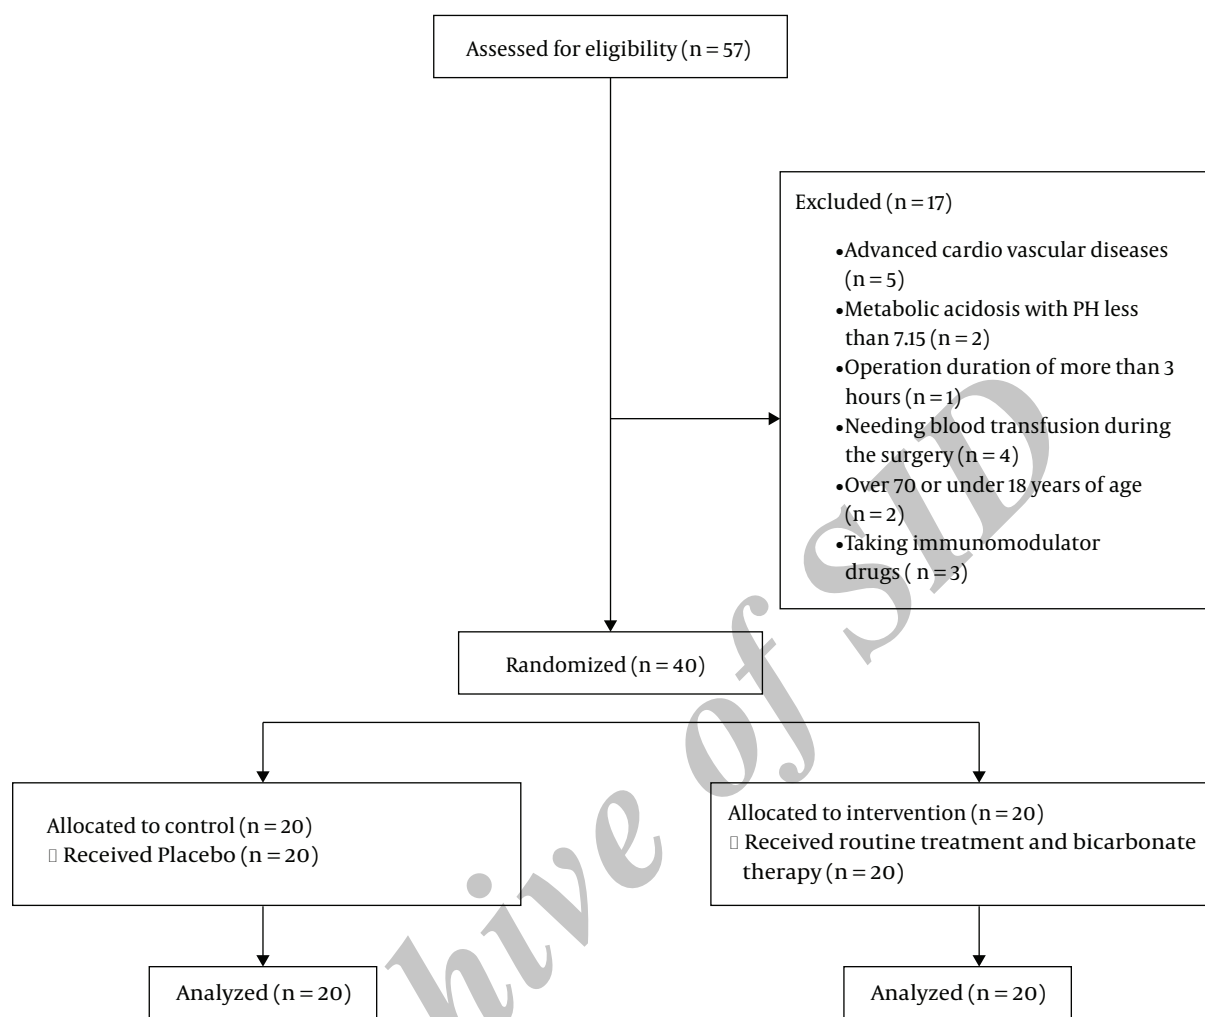 Assessed for eligibility (n = 57)
Excluded (n = 17)
•Advanced cardio vascular diseases
(n = 5)
•Metabolic acidosis with PH less
than 7.15 (n = 2)
•Operation duration of more than 3
hours (n = 1)
•Needing blood transfusion during
the surgery (n = 4)
•Over 70 or under 18 years of age
(n = 2)
•Taking immunomodulator
drugs ( n = 3)
Randomized (n = 40)
Allocated to control (n = 20)
▯ Received Placebo (n = 20)
Allocated to intervention (n = 20)
▯ Received routine treatment and bicarbonate
therapy (n = 20)
Analyzed (n = 20)
Analyzed (n = 20)
hive of SID